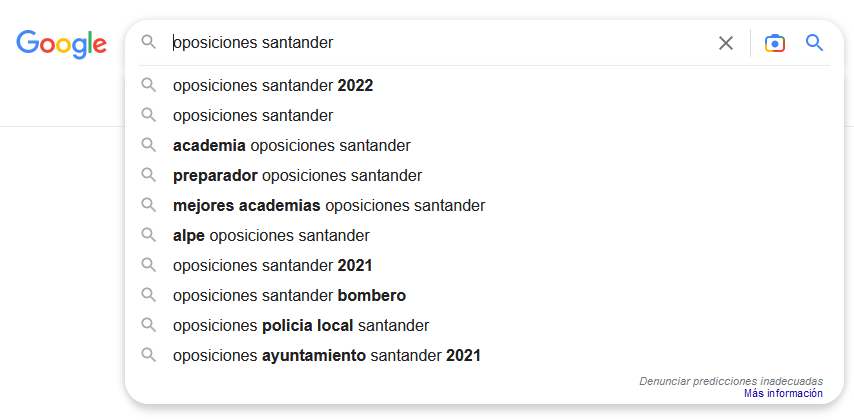 Google
oposiciones santander
oposiciones santander 2022
oposiciones santander
academia oposiciones santander
preparador oposiciones santander
mejores academias oposiciones santander
alpe oposiciones santander
oposiciones santander 2021
oposiciones santander bombero
oposiciones policia local santander
oposiciones ayuntamiento santander 2021
Denunciar predicciones inadecuadas
Más información